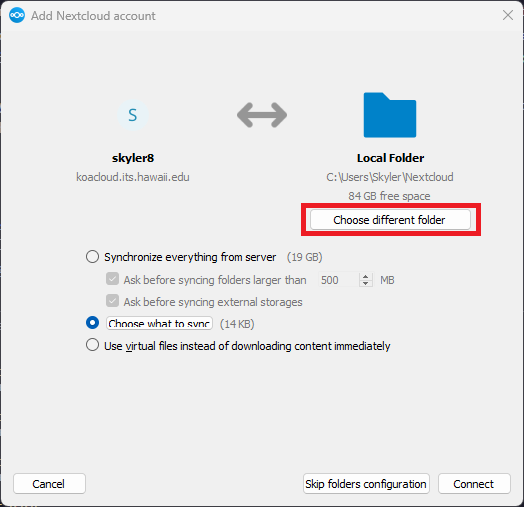 Add Nextcloud account
S
skyler8
koacloud.its.hawaii.edu
Local Folder
C:\Users\Skyler\Nextcloud
84 GB free space
Choose different folder
Synchronize everything from server (19 GB)
Ask before syncing folders larger than 500 MB
Ask before syncing external storages
Choose what to sync (14 KB)
Use virtual files instead of downloading content immediately
Cancel
Skip folders configuration
Connect